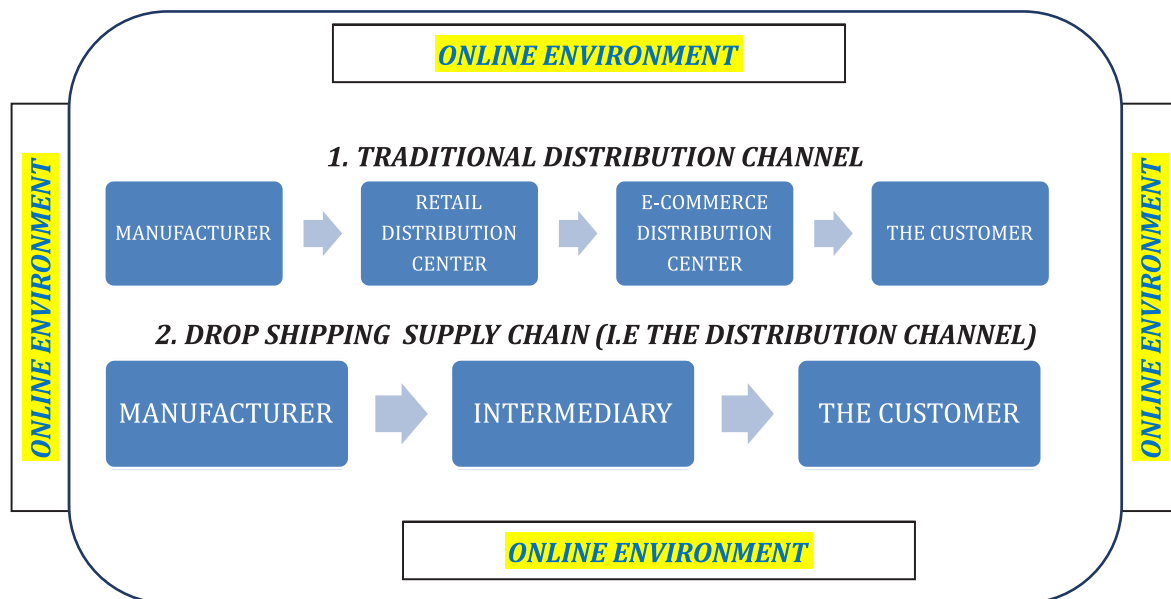 ONLINE ENVIRONMENT
ONLINE ENVIRONMENT
ONLINE ENVIRONMENT
1. TRADITIONAL DISTRIBUTION CHANNEL
MANUFACTURER
RETAIL
DISTRIBUTION
CENTER
E-COMMERCE
DISTRIBUTION
CENTER
THE CUSTOMER
2. DROP SHIPPING SUPPLY CHAIN (I.E THE DISTRIBUTION CHANNEL)
MANUFACTURER
INTERMEDIARY
THE CUSTOMER
ONLINE ENVIRONMENT